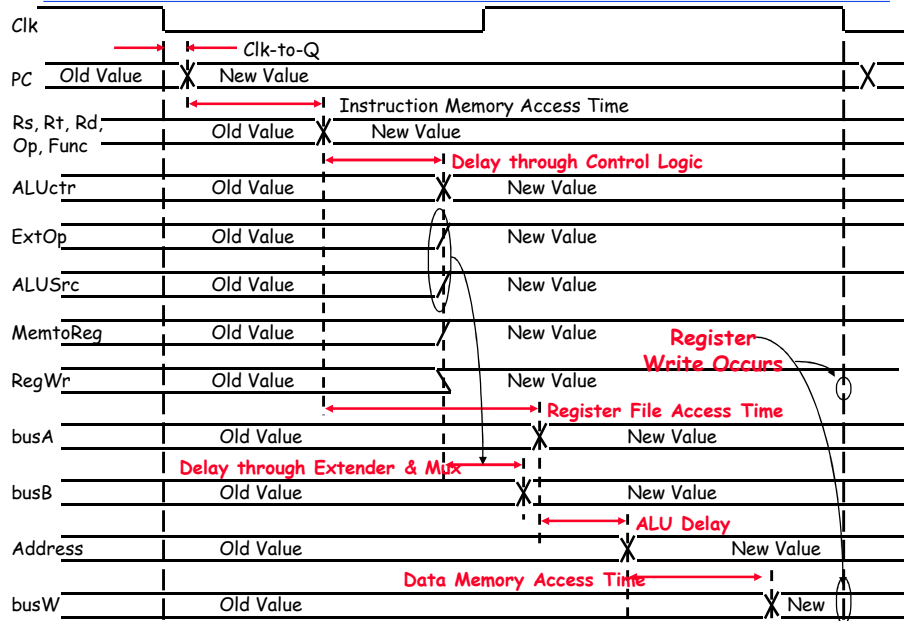 Clk
Clk-to-Q
PC Old Value New Value
Instruction Memory Access Time
Rs, Rt, Rd,
Op, Func
Old Value New Value
Delay through Control Logic
ALUctr Old Value New Value
ExtOp Old Value New Value
ALUSrc Old Value New Value
MemtoReg Old Value New Value
Register
Write Occurs
RegWr Old Value New Value
Register File Access Time
busA Old Value New Value
Delay through Extender & Mux
busB Old Value New Value
ALU Delay
Address Old Value New Value
Data Memory Access Time
busW Old Value New